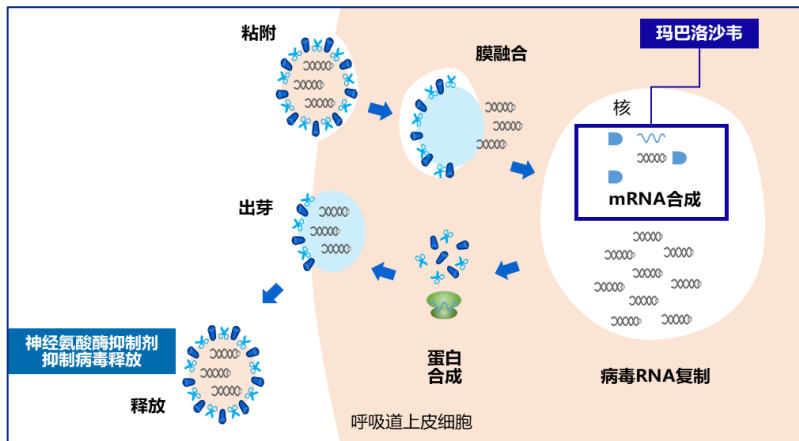 粘附
膜融合
玛巴洛沙韦
核
mRNA合成
出芽
神经氨酸酶抑制剂
抑制病毒释放
释放
蛋白
合成
病毒RNA复制
呼吸道上皮细胞